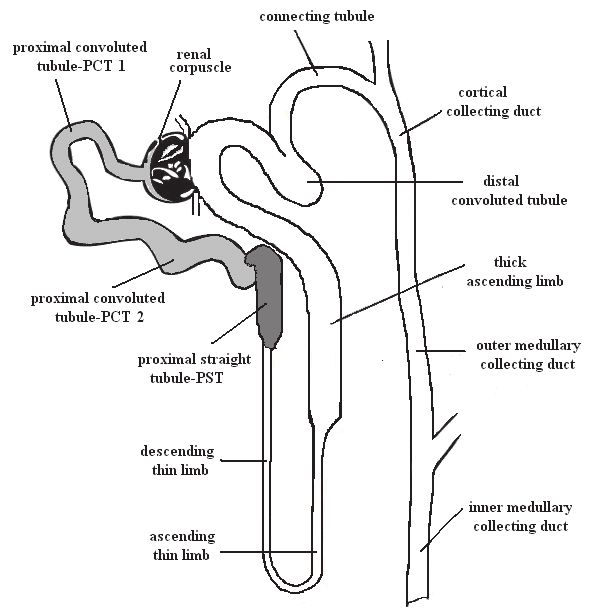 connecting tubule
proximal convoluted
tubule-PCT 1
renal
corpuscle
cortical
collecting duct
distal
convoluted tubule
thick
ascending limb
proximal convoluted
tubule-PCT 2
outer medullary
collecting duct
proximal straight
tubule-PST
descending
thin limb
inner medullary
collecting duct
ascending
thin limb